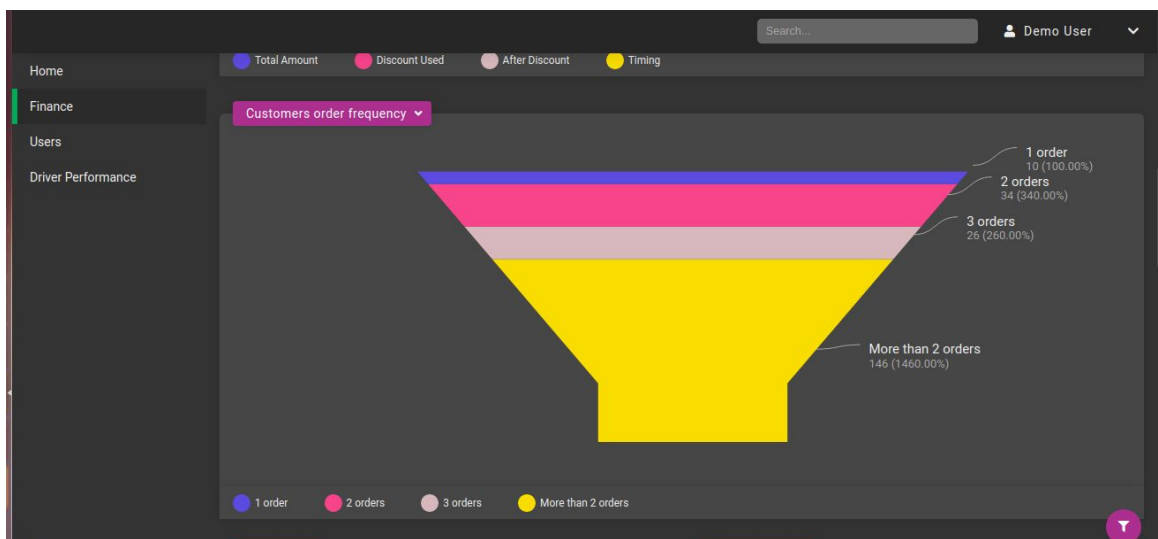 Search...
Demo User
Home
Finance
Users
Driver Performance
Total Amount
Discount Used
After Discount
Timing
Customers order frequency
1 order
10 (100.00%)
2 orders
34 (340.00%)
3 orders
26 (260.00%)
More than 2 orders
146 (1460.00%)
1 order
2 orders
3 orders
More than 2 orders